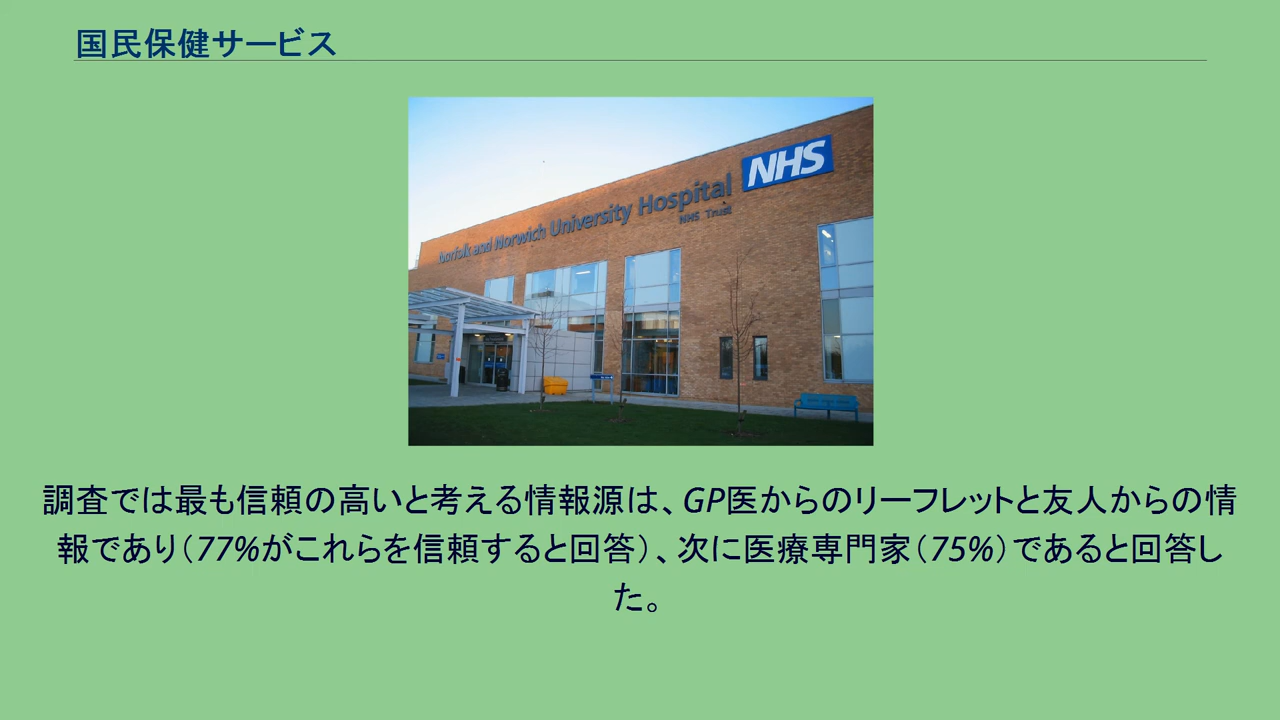 国民保健サービス
NHS
Norfolk and Norwich University Hospital
NHS Trust
調査では最も信頼の高いと考える情報源は、GP医からのリーフレットと友人からの情
報であり（77%がこれらを信頼すると回答）、次に医療専門家（75%）であると回答し
た。